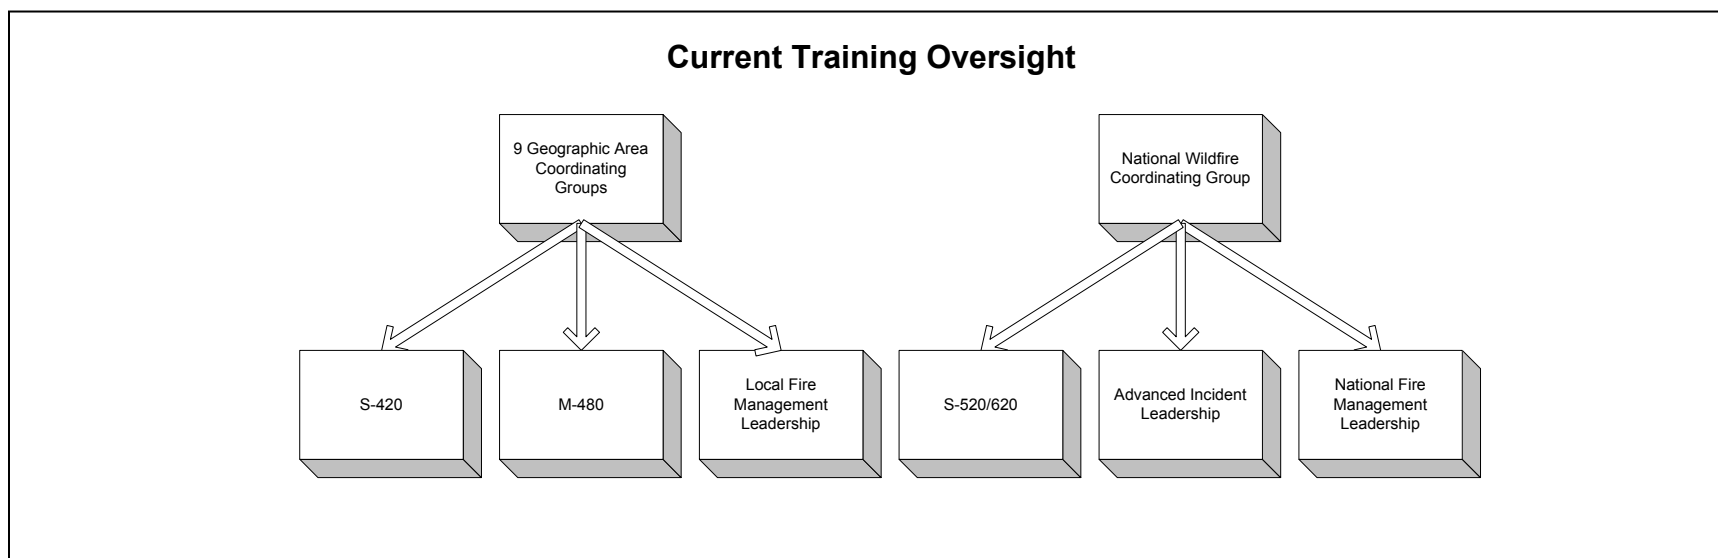 Current Training Oversight
9 Geographic Area
Coordinating
Groups
National Wildfire
Coordinating Group
S-420
M-480
Local Fire
Management
Leadership
S-520/620
Advanced Incident
Leadership
National Fire
Management
Leadership